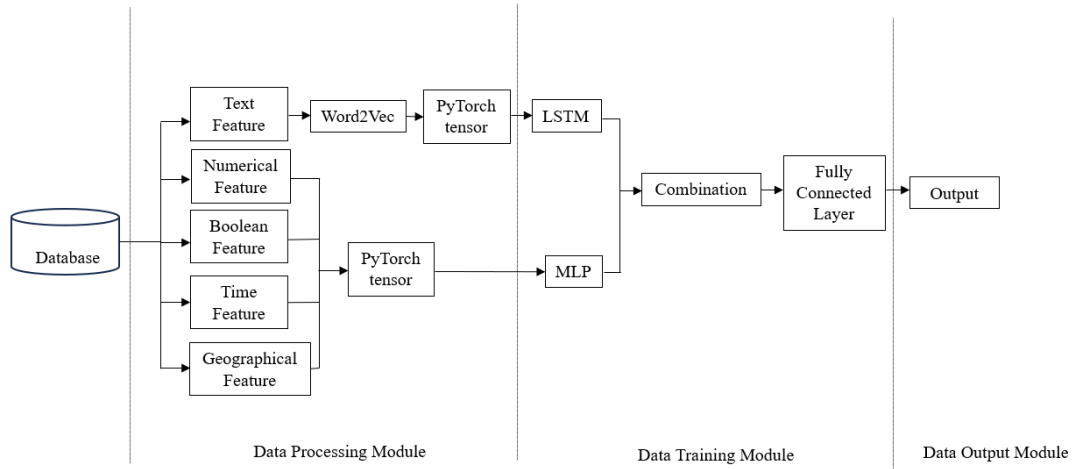 Text
Feature
Word2Vec
PyTorch
tensor
LSTM
Numerical
Feature
Fully
Connected
Layer
Combination
Output
Boolean
Feature
Database
PyTorch
tensor
MLP
Time
Feature
Geographical
Feature
Data Processing Module
Data Training Module
Data Output Module